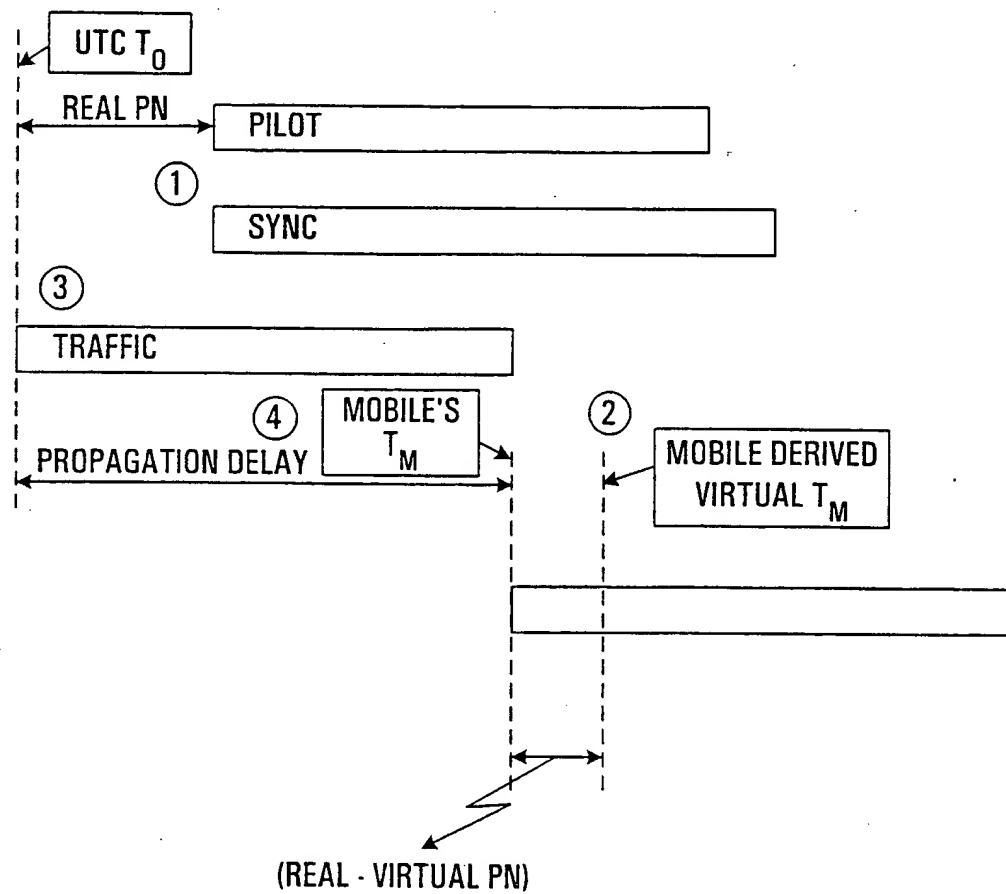 UTC T0
REAL PN
PILOT
1
SYNC
3
TRAFFIC
4
MOBILE'S
TM
2
PROPAGATION DELAY
MOBILE DERIVED
VIRTUAL TM
(REAL - VIRTUAL PN)